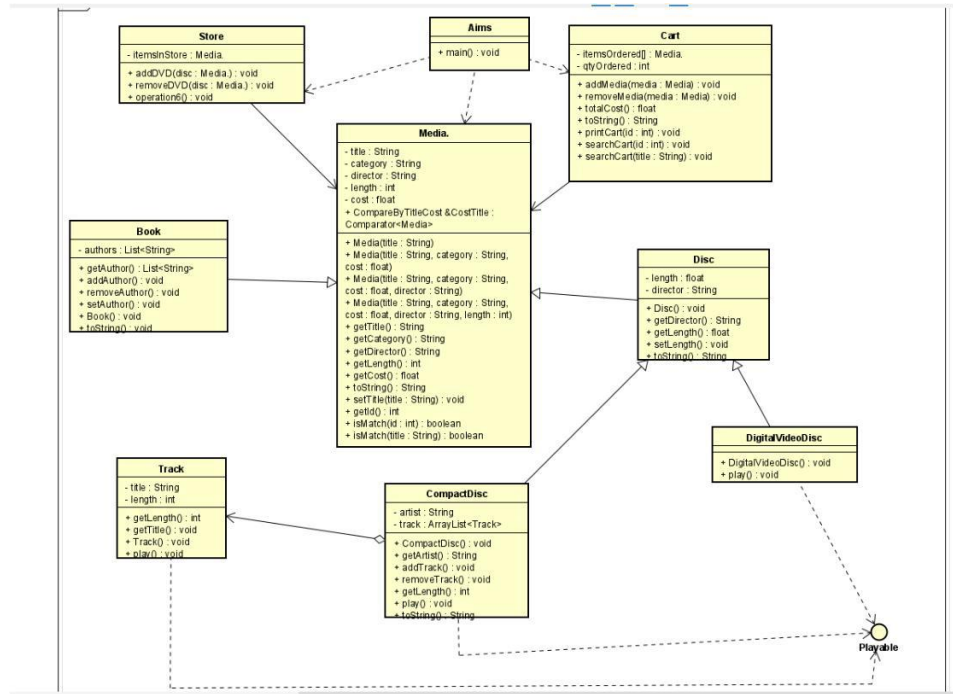 Store
- itemsInStore : Media.
+ addDVD(disc : Media.) : void
+ removeDVD(disc : Media.) : void
+ operation6() : void
Aims
+ main() : void
Cart
- itemsOrdered[] : Media.
- qtyOrdered : int
+ addMedia(media : Media) : void
+ removeMedia(media : Media) : void
+ totalCost() : float
+ toString() : String
+ printCart(id : int) : void
+ searchCart(id : int) : void
+ searchCart(title : String) : void
Media.
- title : String
- category : String
- director : String
- length : int
- cost : float
+ CompareByTitleCost &CostTitle :
Comparator<Media>
+ Media(title : String)
+ Media(title : String, category : String,
cost : float)
+ Media(title : String, category : String,
cost : float, director : String)
+ Media(title : String, category : String,
cost : float, director : String, length : int)
+ getTitle() : String
+ getCategory() : String
+ getDirector() : String
+ getLength() : int
+ getCost() : float
+ toString() : String
+ setTitle(title : String) : void
+ getId() : int
+ isMatch(id : int) : boolean
+ isMatch(title : String) : boolean
Book
- authors : List<String>
+ getAuthor() : List<String>
+ addAuthor() : void
+ removeAuthor() : void
+ setAuthor() : void
+ Book() : void
+ toString() : void
Disc
- length : float
- director : String
+ Disc() : void
+ getDirector() : String
+ getLength() : float
+ setLength() : void
+ toString() : String
DigitalVideoDisc
+ DigitalVideoDisc() : void
+ play() : void
Track
- title : String
- length : int
+ getLength() : int
+ getTitle() : void
+ Track() : void
+ play() : void
CompactDisc
- artist : String
- track : ArrayList<Track>
+ CompactDisc() : void
+ getArtist() : String
+ addTrack() : void
+ removeTrack() : void
+ getLength() : int
+ play() : void
+ toString() : String
Playable